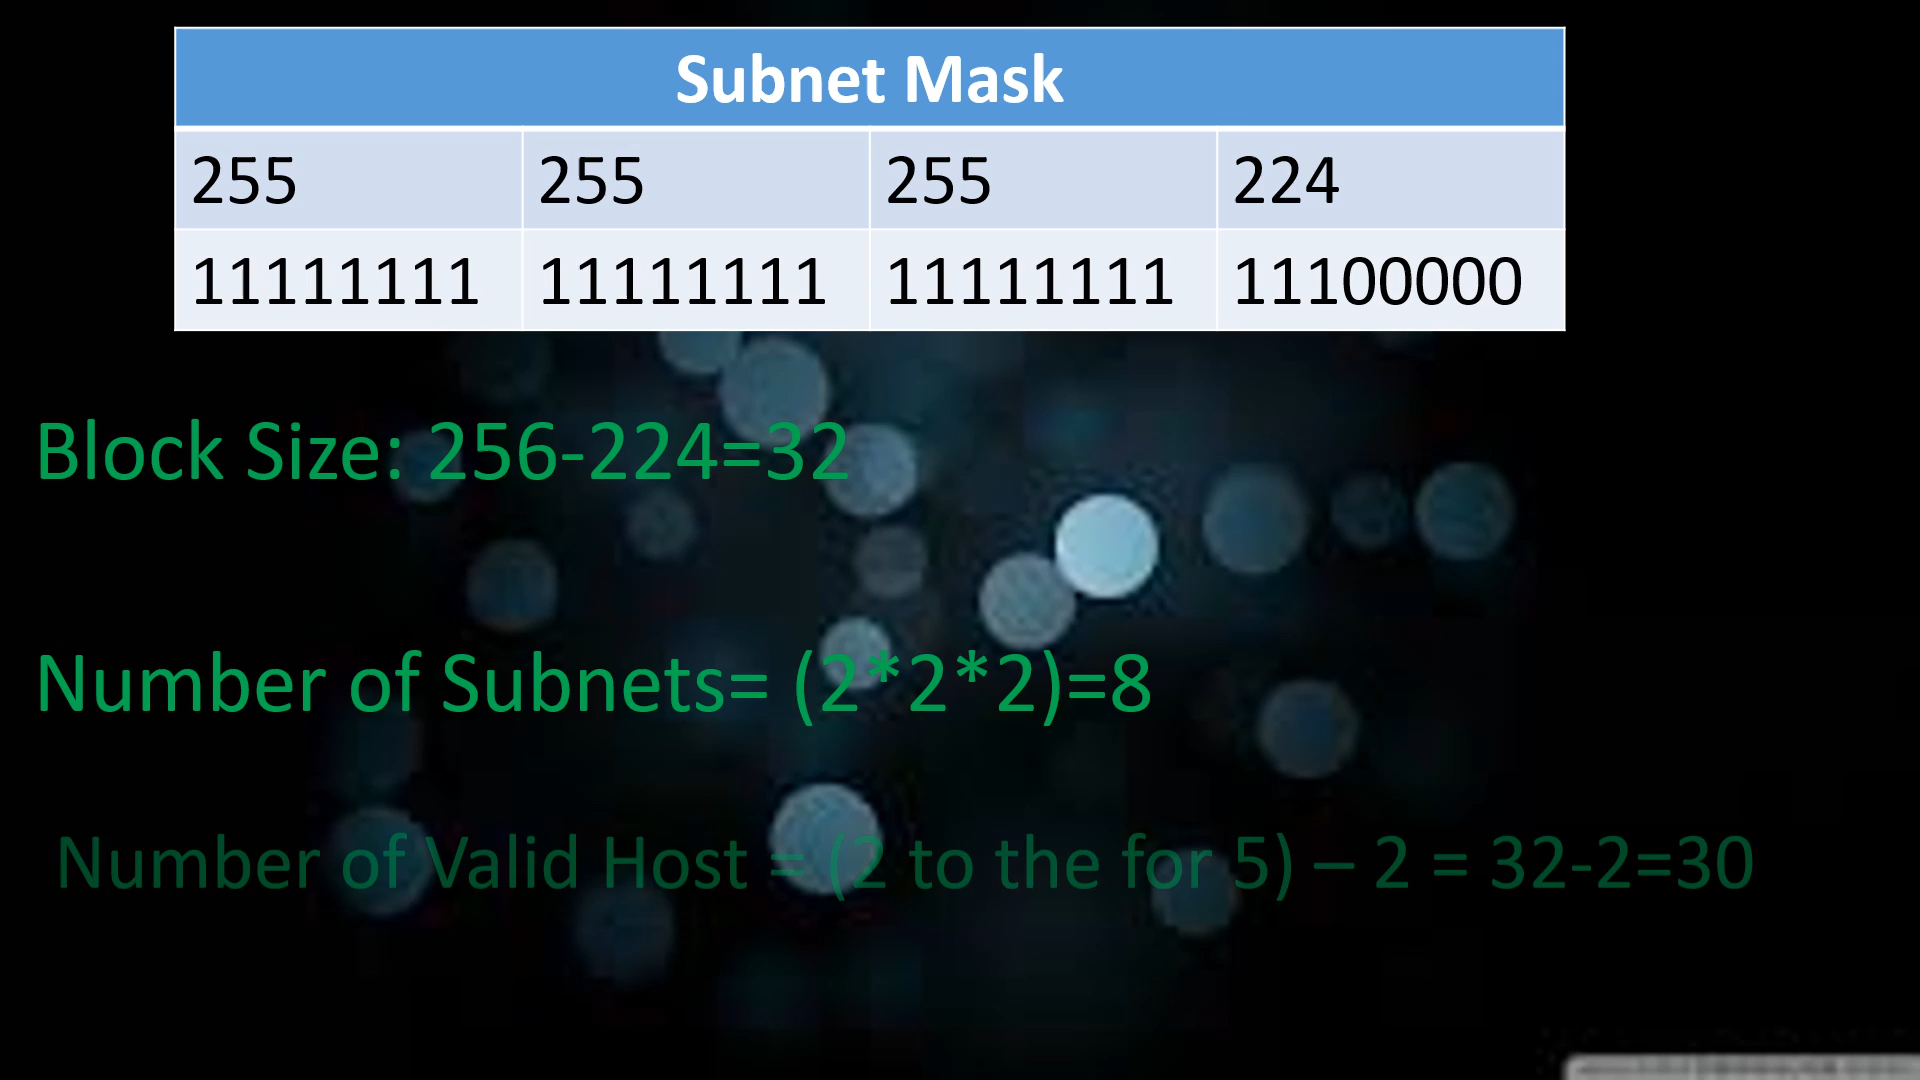 Subnet Mask
255 255 255 224
11111111 11111111 11111111 11100000
Block Size: 256-224=32
Number of Subnets= (2*2*2)=8
Number of Valid Host = (2 to the for 5) – 2 = 32-2=30